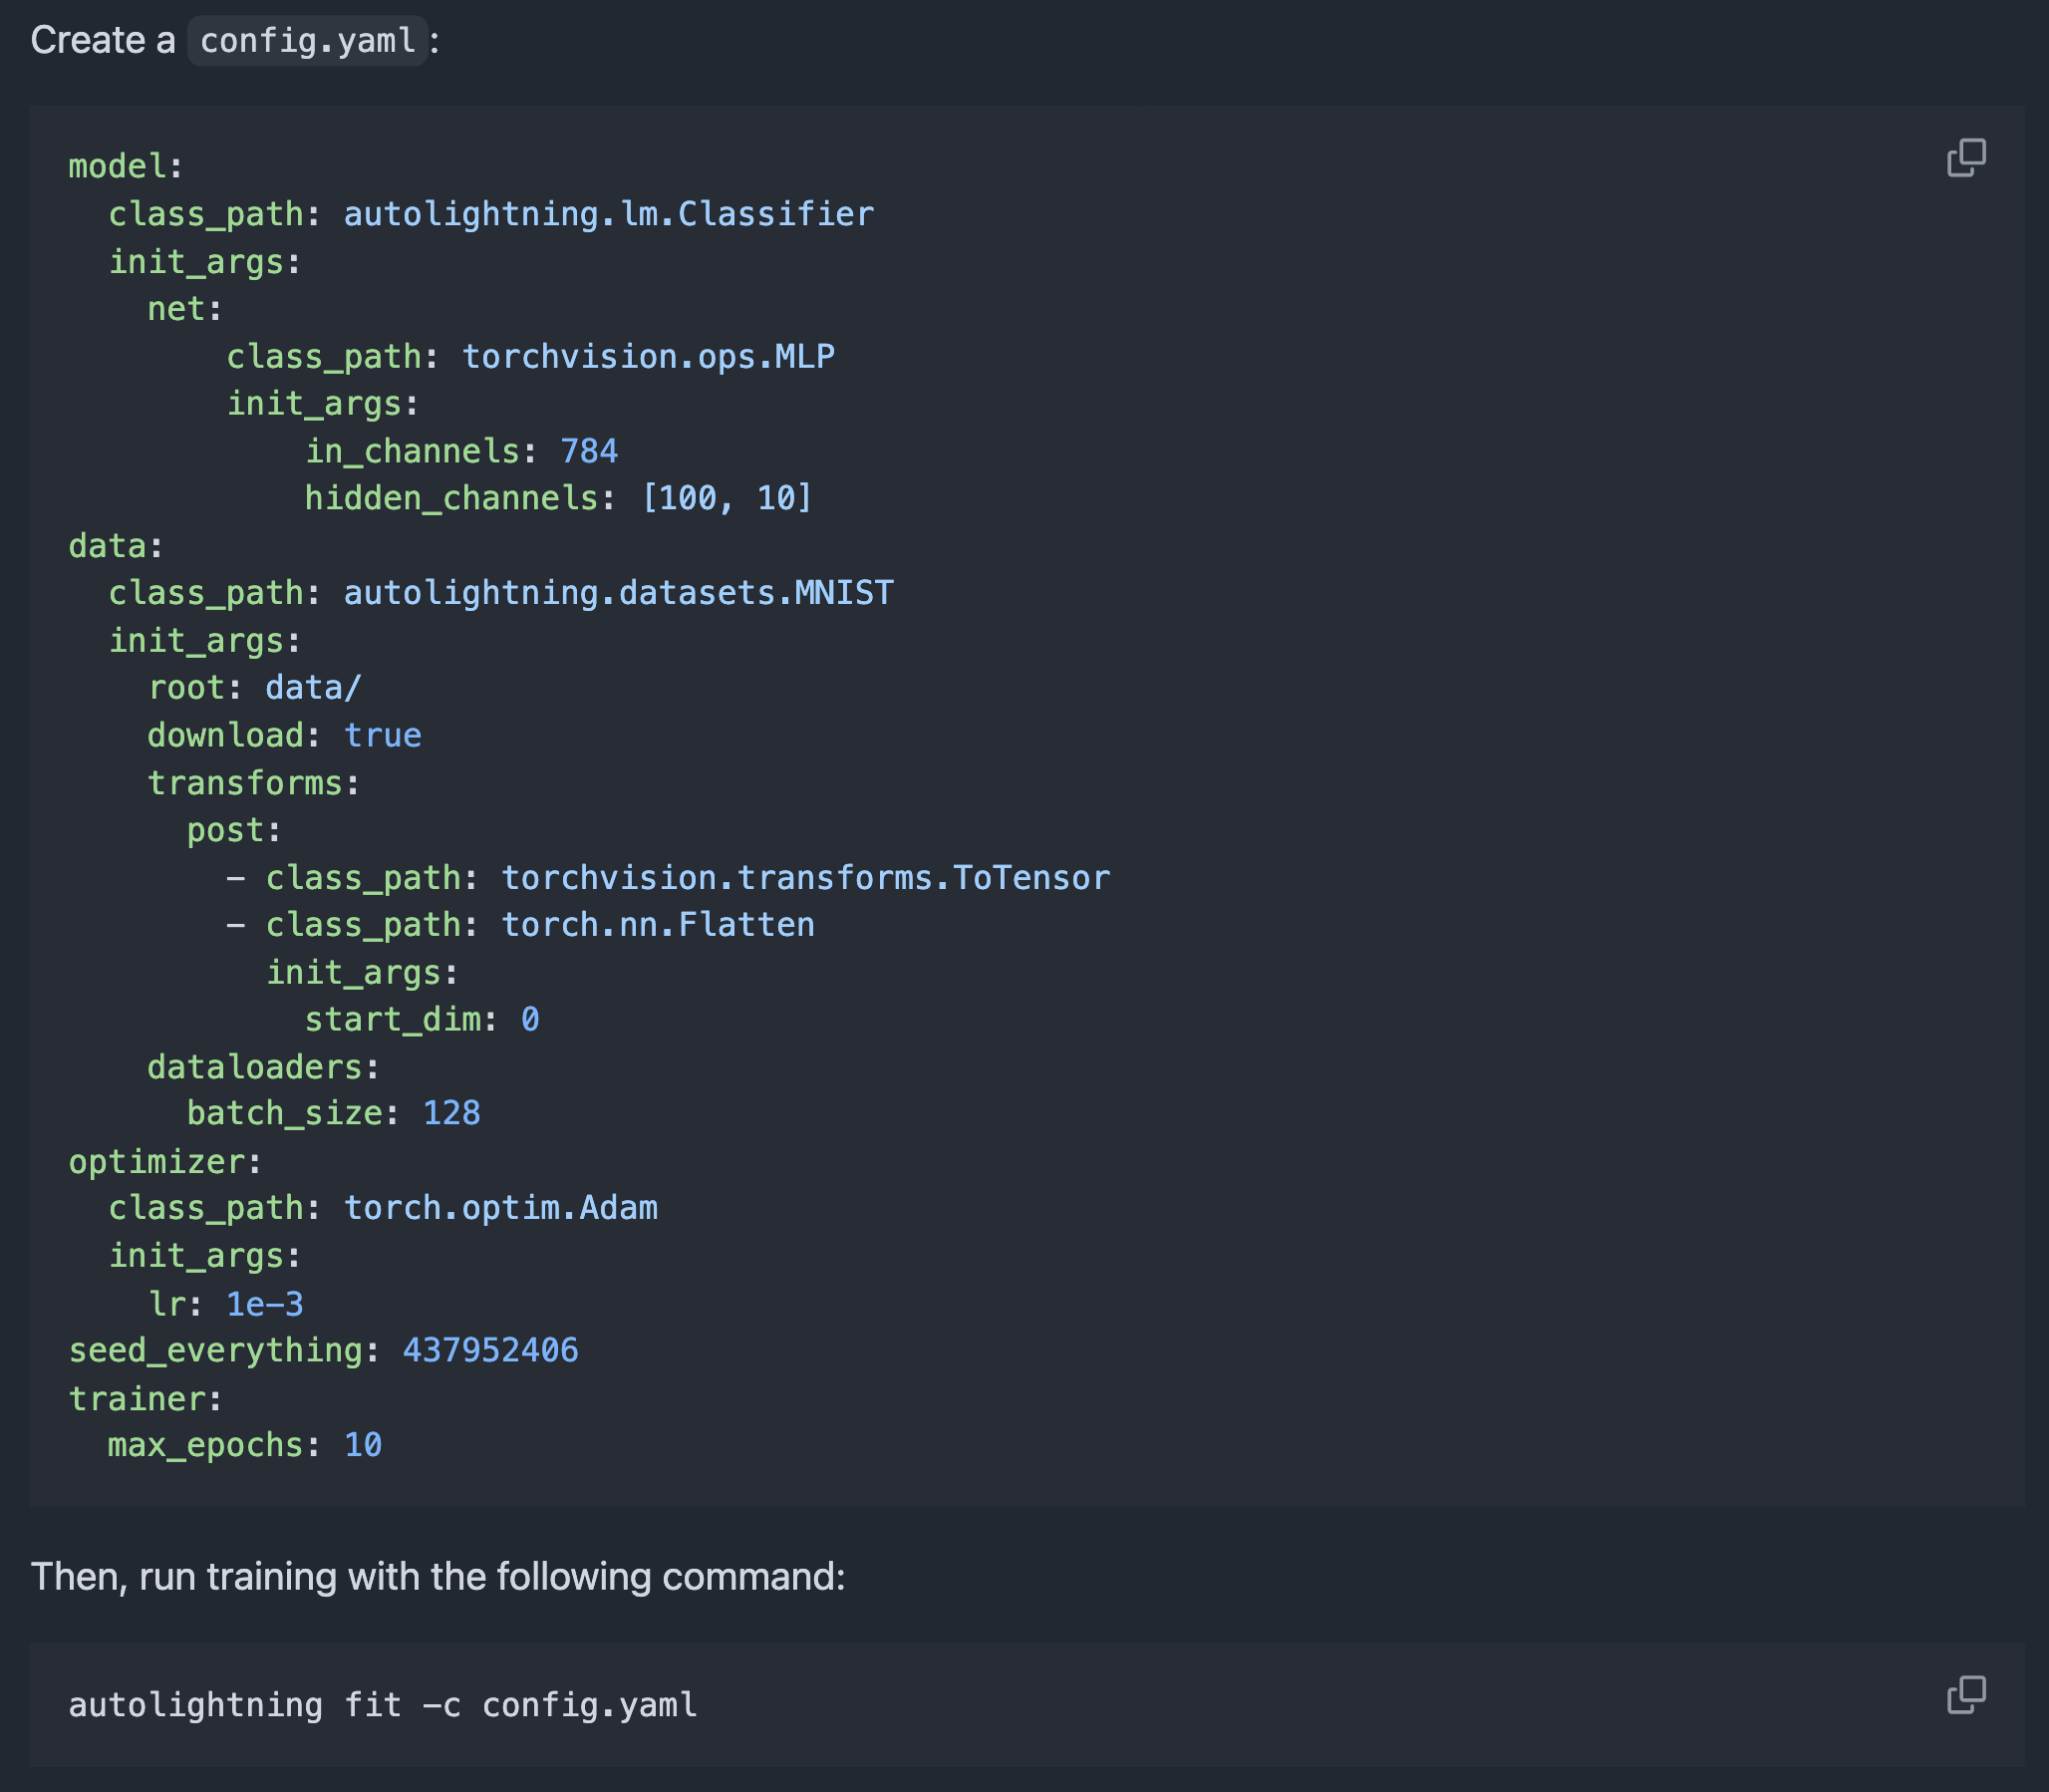 Create a config.yaml:
model:
  class_path: autolightning.lm.Classifier
  init_args:
    net:
        class_path: torchvision.ops.MLP
        init_args:
            in_channels: 784
            hidden_channels: [100, 10]
data:
  class_path: autolightning.datasets.MNIST
  init_args:
    root: data/
    download: true
    transforms:
      post:
        - class_path: torchvision.transforms.ToTensor
        - class_path: torch.nn.Flatten
          init_args:
            start_dim: 0
    dataloaders:
      batch_size: 128
optimizer:
  class_path: torch.optim.Adam
  init_args:
    lr: 1e-3
seed_everything: 437952406
trainer:
  max_epochs: 10
Then, run training with the following command:
autolightning fit -c config.yaml